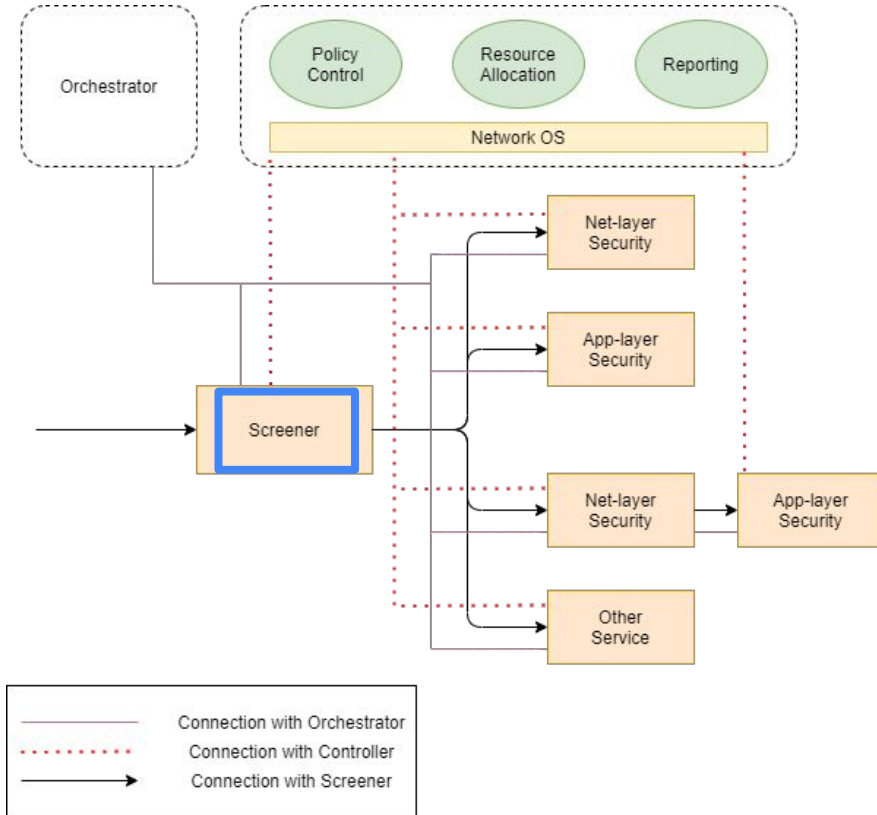 Orchestrator
Policy
Control
Resource
Allocation
Reporting
Network OS
Net-layer
Security
App-layer
Security
Screener
Net-layer
Security
App-layer
Security
Other
Service
Connection with Orchestrator
Connection with Controller
Connection with Screener